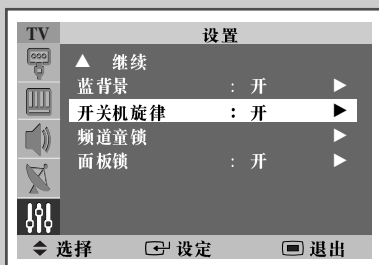 TV 设置
▲ 继续
蓝背景 : 开 ▶
开关机旋律 : 开 ▶
频道童锁 ▶
面板锁 : 开 ▶
选择 设定 退出